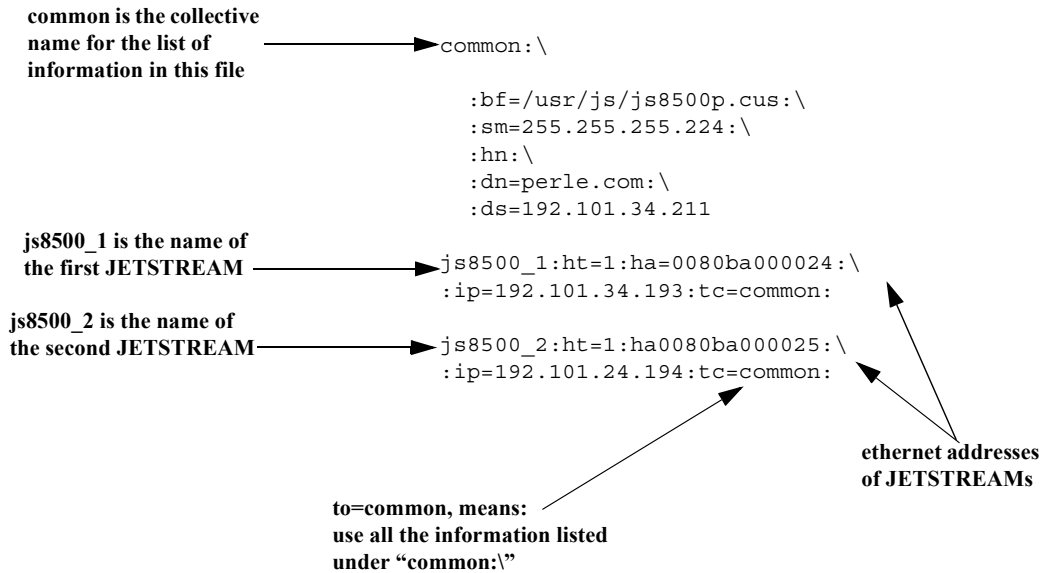 common is the collective
name for the list of
information in this file
common:\
:bf=/usr/js/js8500p.cus:\
:sm=255.255.255.224:\
:hn:\
:dn=perle.com:\
:ds=192.101.34.211
js8500_1 is the name of
the first JETSTREAM
js8500_1:ht=1:ha=0080ba000024:\
:ip=192.101.34.193:tc=common:
js8500_2 is the name of
the second JETSTREAM
js8500_2:ht=1:ha0080ba000025:\
:ip=192.101.24.194:tc=common:
ethernet addresses
of JETSTREAMs
to=common, means:
use all the information listed
under “common:\”